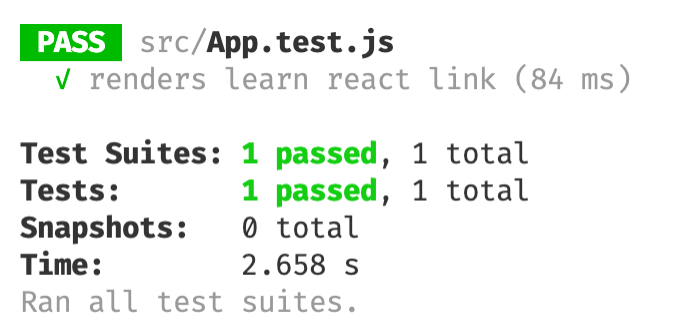 PASS src/App.test.js
√ renders learn react link (84 ms)
Test Suites: 1 passed, 1 total
Tests: 1 passed, 1 total
Snapshots: 0 total
Time: 2.658 s
Ran all test suites.